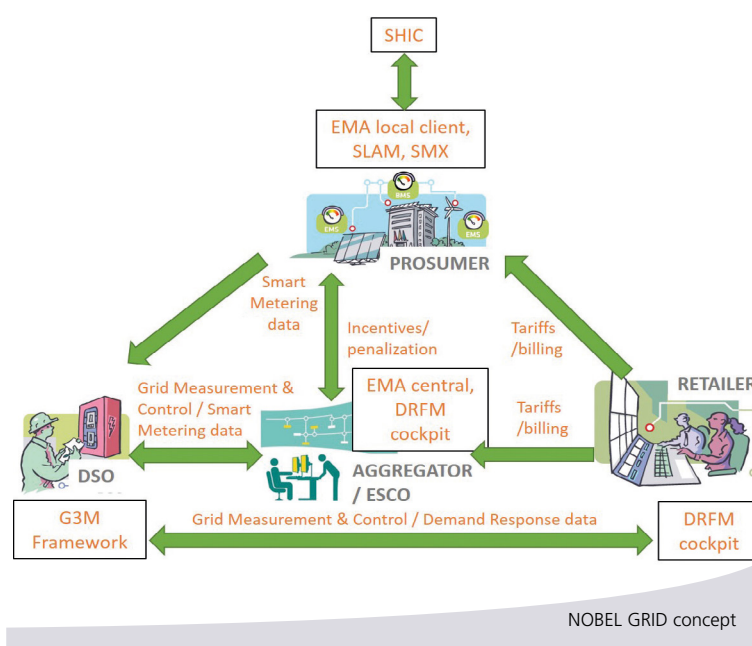 SHIC
EMA local client,
SLAM, SMX
BMS
EMS
EMS
PROSUMER
Smart
Metering
data
Incentives/
penalization
Tariffs
/billing
Grid Measurement &
Control / Smart
Metering data
EMA central,
DRFM
cockpit
Tariffs
/billing
RETAILER
DSO
AGGREGATOR
/ ESCO
G3M
Framework
Grid Measurement & Control / Demand Response data
DRFM
cockpit
NOBEL GRID concept